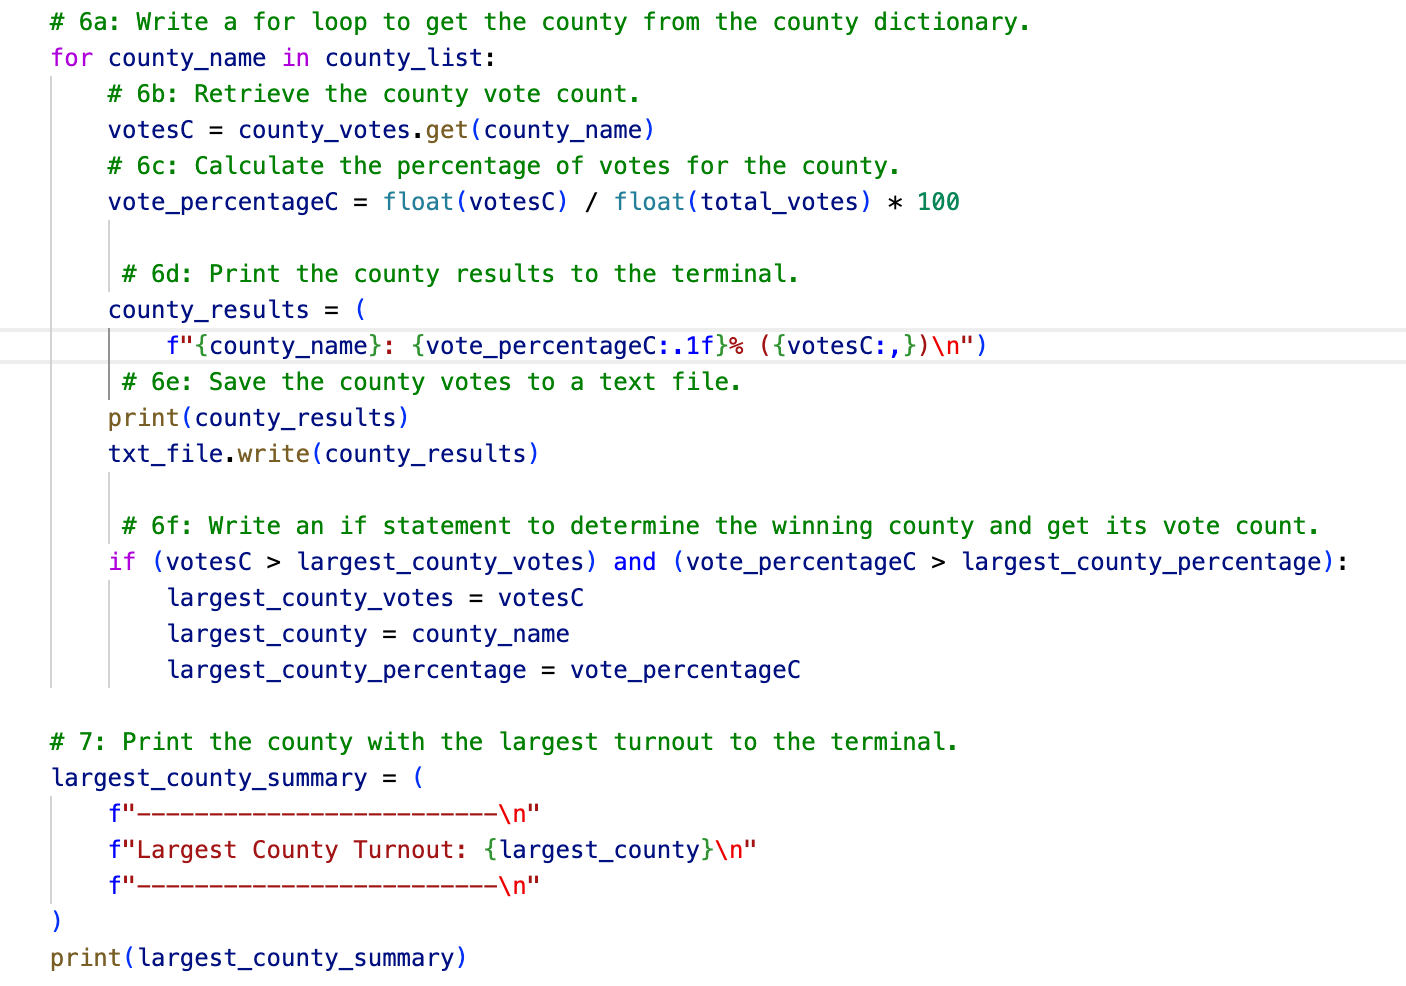 # 6a: Write a for loop to get the county from the county dictionary.
for county_name in county_list:
    # 6b: Retrieve the county vote count.
    votesC = county_votes.get(county_name)
    # 6c: Calculate the percentage of votes for the county.
    vote_percentageC = float(votesC) / float(total_votes) * 100

     # 6d: Print the county results to the terminal.
    county_results = (
        f"{county_name}: {vote_percentageC:.1f}% ({votesC:,})\n")
     # 6e: Save the county votes to a text file.
    print(county_results)
    txt_file.write(county_results)

     # 6f: Write an if statement to determine the winning county and get its vote count.
    if (votesC > largest_county_votes) and (vote_percentageC > largest_county_percentage):
        largest_county_votes = votesC
        largest_county = county_name
        largest_county_percentage = vote_percentageC

# 7: Print the county with the largest turnout to the terminal.
largest_county_summary = (
    f"-------------------------\n"
    f"Largest County Turnout: {largest_county}\n"
    f"-------------------------\n"
)
print(largest_county_summary)